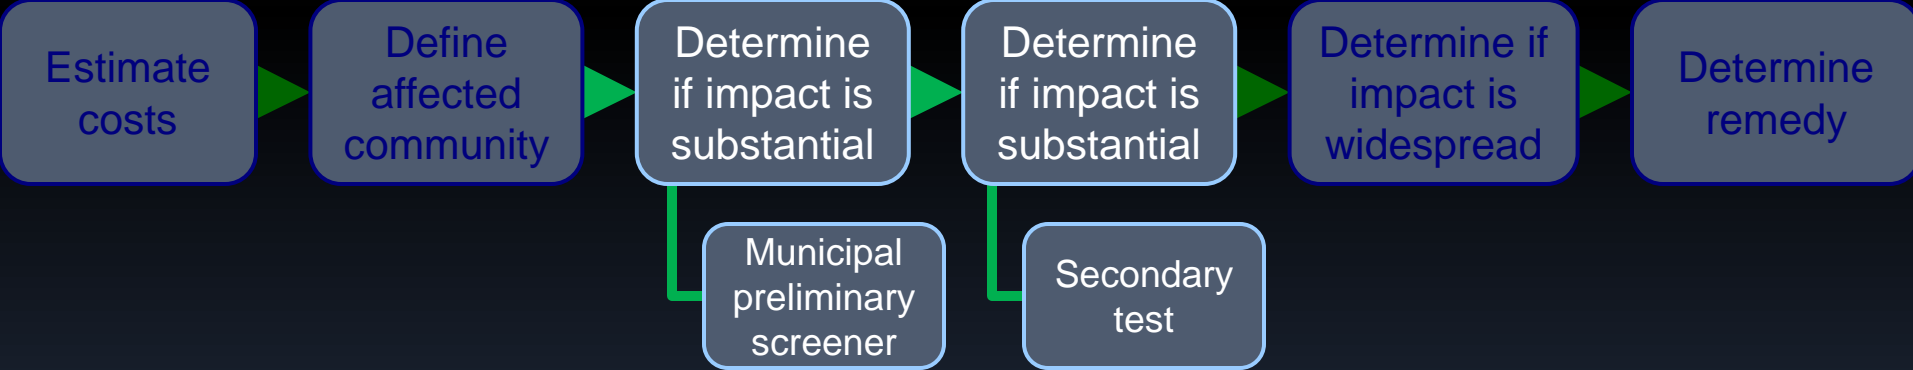 Estimate
costs
Define
affected
community
Determine
if impact is
substantial
Determine
if impact is
substantial
Determine if
impact is
widespread
Determine
remedy
Municipal
preliminary
screener
Secondary
test